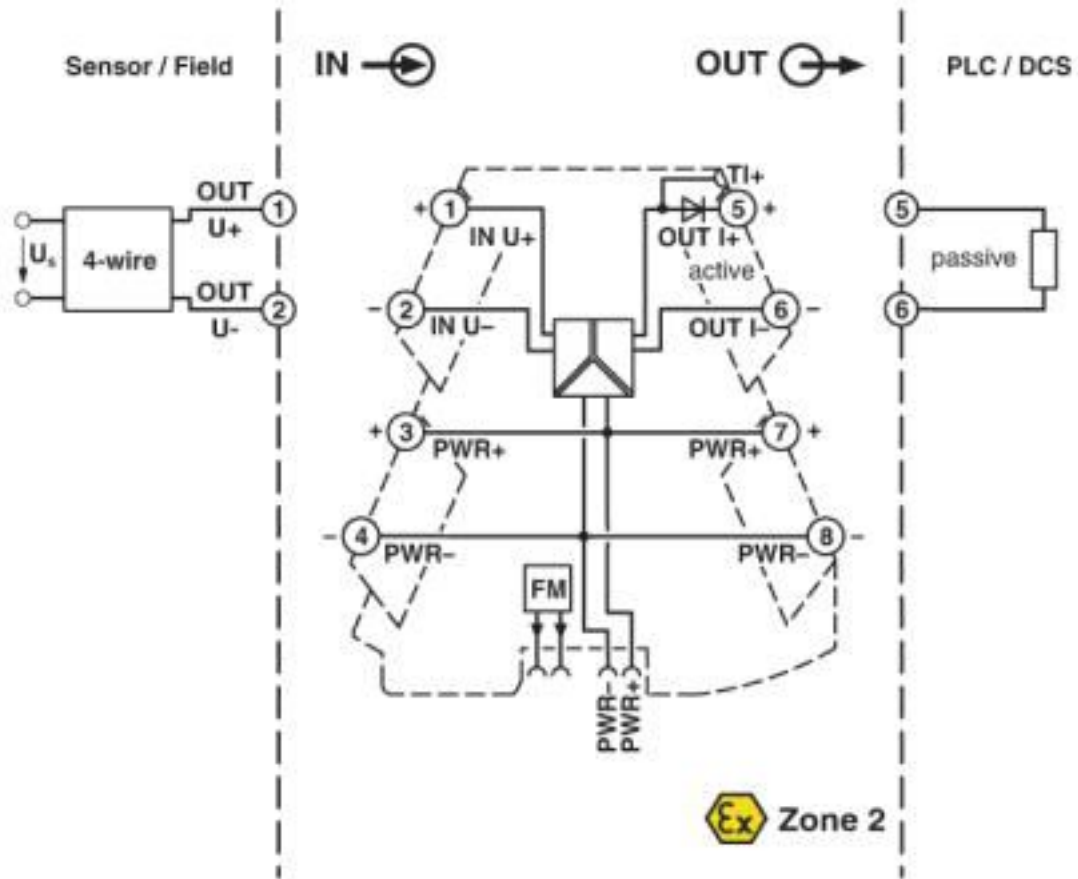 Sensor / Field
IN
OUT
PLC / DCS
OUT
U+
1
Us
4-wire
OUT
U-
2
TI+
+ 1
5 +
IN U+
OUT I+
active
- 2
6 -
IN U–
OUT I–
5
passive
6
+ 3
7 +
PWR+
PWR+
- 4
8 -
PWR–
PWR–
FM
PWR–
PWR+
Ex Zone 2